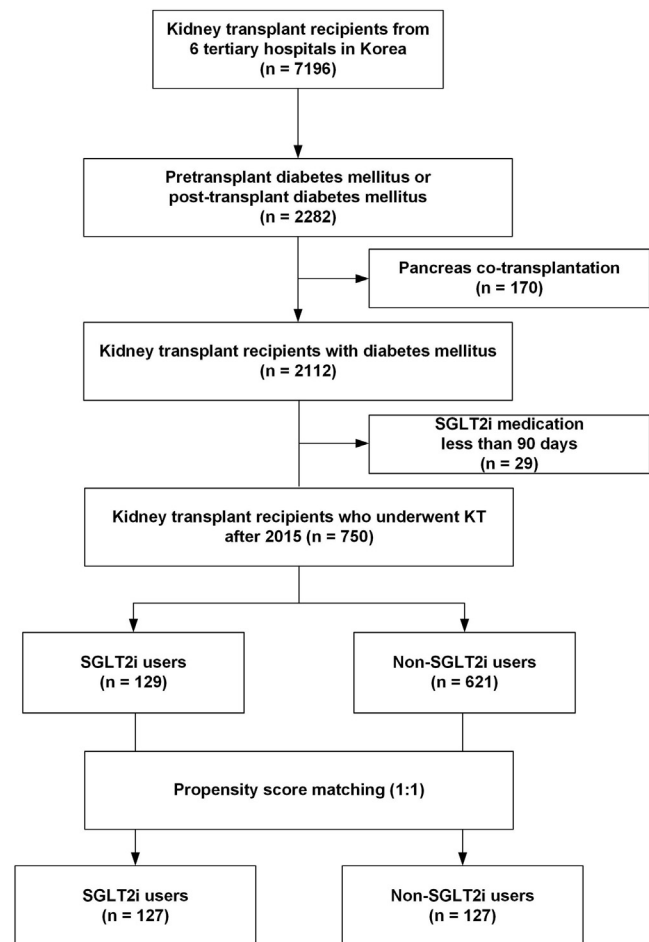 Kidney transplant recipients from
6 tertiary hospitals in Korea
(n = 7196)
Pretransplant diabetes mellitus or
post-transplant diabetes mellitus
(n = 2282)
Pancreas co-transplantation
(n = 170)
Kidney transplant recipients with diabetes mellitus
(n = 2112)
SGLT2i medication
less than 90 days
(n = 29)
Kidney transplant recipients who underwent KT
after 2015 (n = 750)
SGLT2i users
(n = 129)
Non-SGLT2i users
(n = 621)
Propensity score matching (1:1)
SGLT2i users
(n = 127)
Non-SGLT2i users
(n = 127)